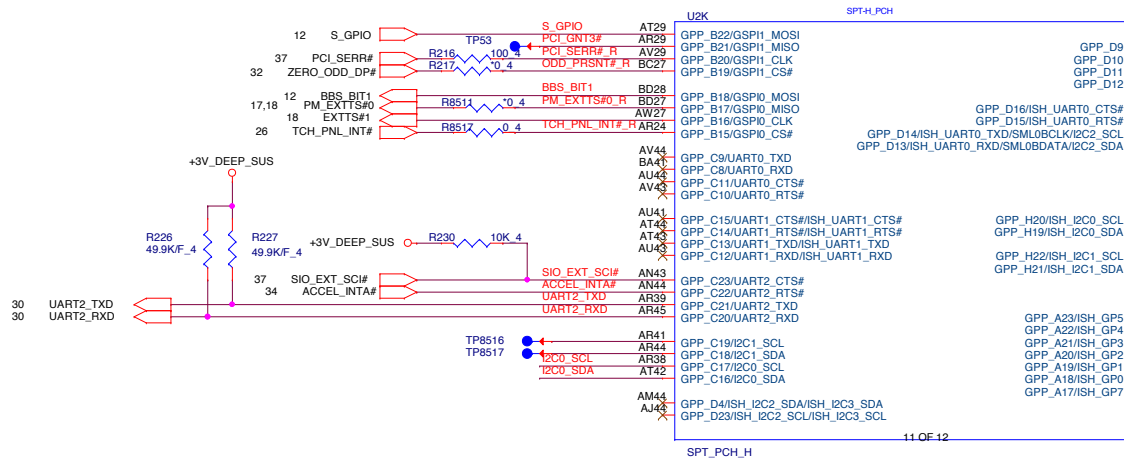 U2K
SPT-H_PCH
12 S_GPIO S_GPIO AT29 GPP_B22/GSPI1_MOSI
TP53 PCI_GNT3# AR29 GPP_B21/GSPI1_MISO GPP_D9
37 PCI_SERR# R216 100_4 PCI_SERR#_R AV29 GPP_B20/GSPI1_CLK GPP_D10
32 ZERO_ODD_DP# R217 *0_4 ODD_PRSNT#_R BC27 GPP_B19/GSPI1_CS# GPP_D11
GPP_D12
12 BBS_BIT1 BBS_BIT1 BD28 GPP_B18/GSPI0_MOSI
17,18 PM_EXTTS#0 R8511 *0_4 PM_EXTTS#0_R BD27 GPP_B17/GSPI0_MISO GPP_D16/ISH_UART0_CTS#
18 EXTTS#1 AW27 GPP_B16/GSPI0_CLK GPP_D15/ISH_UART0_RTS#
26 TCH_PNL_INT# R8517 0_4 TCH_PNL_INT#_R AR24 GPP_B15/GSPI0_CS# GPP_D14/ISH_UART0_TXD/SML0BCLK/I2C2_SCL
GPP_D13/ISH_UART0_RXD/SML0BDATA/I2C2_SDA
AV44 GPP_C9/UART0_TXD
BA41 GPP_C8/UART0_RXD
AU44 GPP_C11/UART0_CTS#
AV43 GPP_C10/UART0_RTS#
+3V_DEEP_SUS
AU41 GPP_C15/UART1_CTS#/ISH_UART1_CTS# GPP_H20/ISH_I2C0_SCL
AT44 GPP_C14/UART1_RTS#/ISH_UART1_RTS# GPP_H19/ISH_I2C0_SDA
AT43 GPP_C13/UART1_TXD/ISH_UART1_TXD
AU43 GPP_C12/UART1_RXD/ISH_UART1_RXD GPP_H22/ISH_I2C1_SCL
GPP_H21/ISH_I2C1_SDA
R226 R227
49.9K/F_4 49.9K/F_4
+3V_DEEP_SUS R230 10K_4
37 SIO_EXT_SCI# SIO_EXT_SCI# AN43 GPP_C23/UART2_CTS#
34 ACCEL_INTA# ACCEL_INTA# AN44 GPP_C22/UART2_RTS#
30 UART2_TXD UART2_TXD AR39 GPP_C21/UART2_TXD
30 UART2_RXD UART2_RXD AR45 GPP_C20/UART2_RXD GPP_A23/ISH_GP5
GPP_A22/ISH_GP4
TP8516 AR41 GPP_C19/I2C1_SCL GPP_A21/ISH_GP3
TP8517 AR44 GPP_C18/I2C1_SDA GPP_A20/ISH_GP2
I2C0_SCL AR38 GPP_C17/I2C0_SCL GPP_A19/ISH_GP1
I2C0_SDA AT42 GPP_C16/I2C0_SDA GPP_A18/ISH_GP0
GPP_A17/ISH_GP7
AM44 GPP_D4/ISH_I2C2_SDA/ISH_I2C3_SDA
AJ44 GPP_D23/ISH_I2C2_SCL/ISH_I2C3_SCL
11 OF 12
SPT_PCH_H